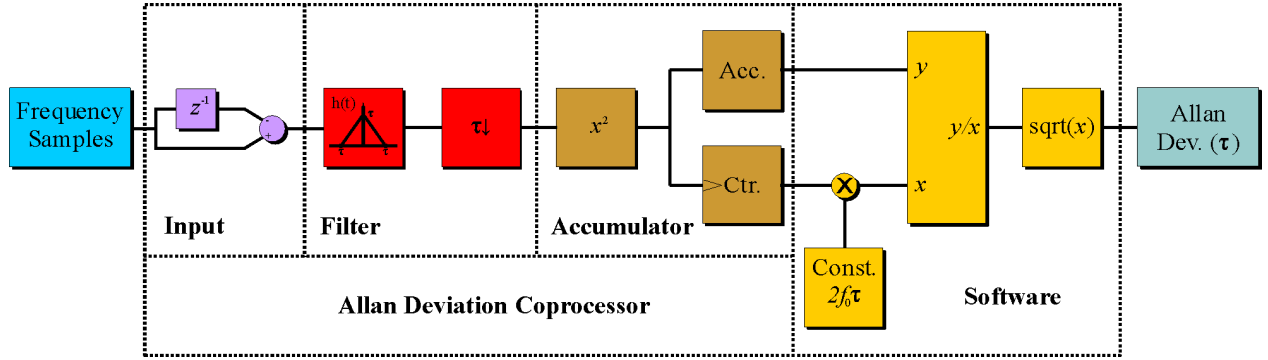 Frequency
Samples
z⁻¹
-
+
h(t)
τ
τ
τ
τ↓
x²
Acc.
>Ctr.
X
Const.
2f₀τ
y
y/x
x
sqrt(x)
Allan
Dev. (τ)
Input
Filter
Accumulator
Software
Allan Deviation Coprocessor